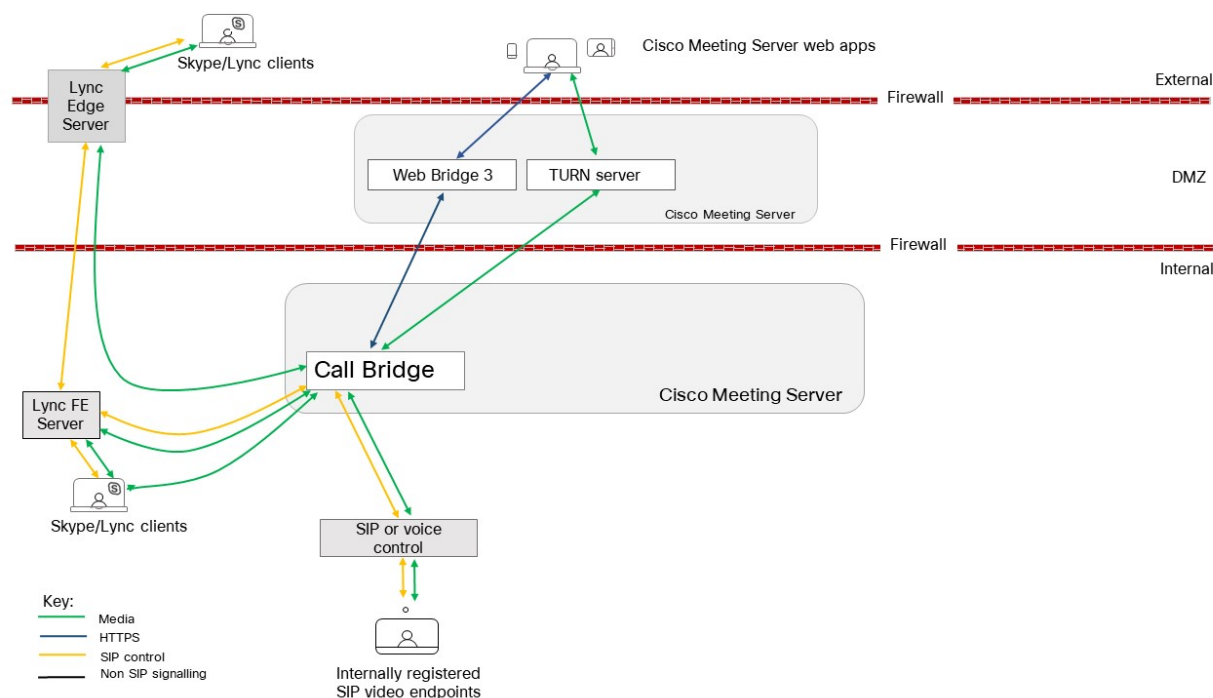 Skype/Lync clients
Cisco Meeting Server web apps
External
Lync
Edge
Server
Firewall
Web Bridge 3
TURN server
DMZ
Cisco Meeting Server
Firewall
Internal
Call Bridge
Cisco Meeting Server
Lync FE
Server
Skype/Lync clients
SIP or voice
control
Internally registered
SIP video endpoints
Key:
Media
HTTPS
SIP control
Non SIP signalling